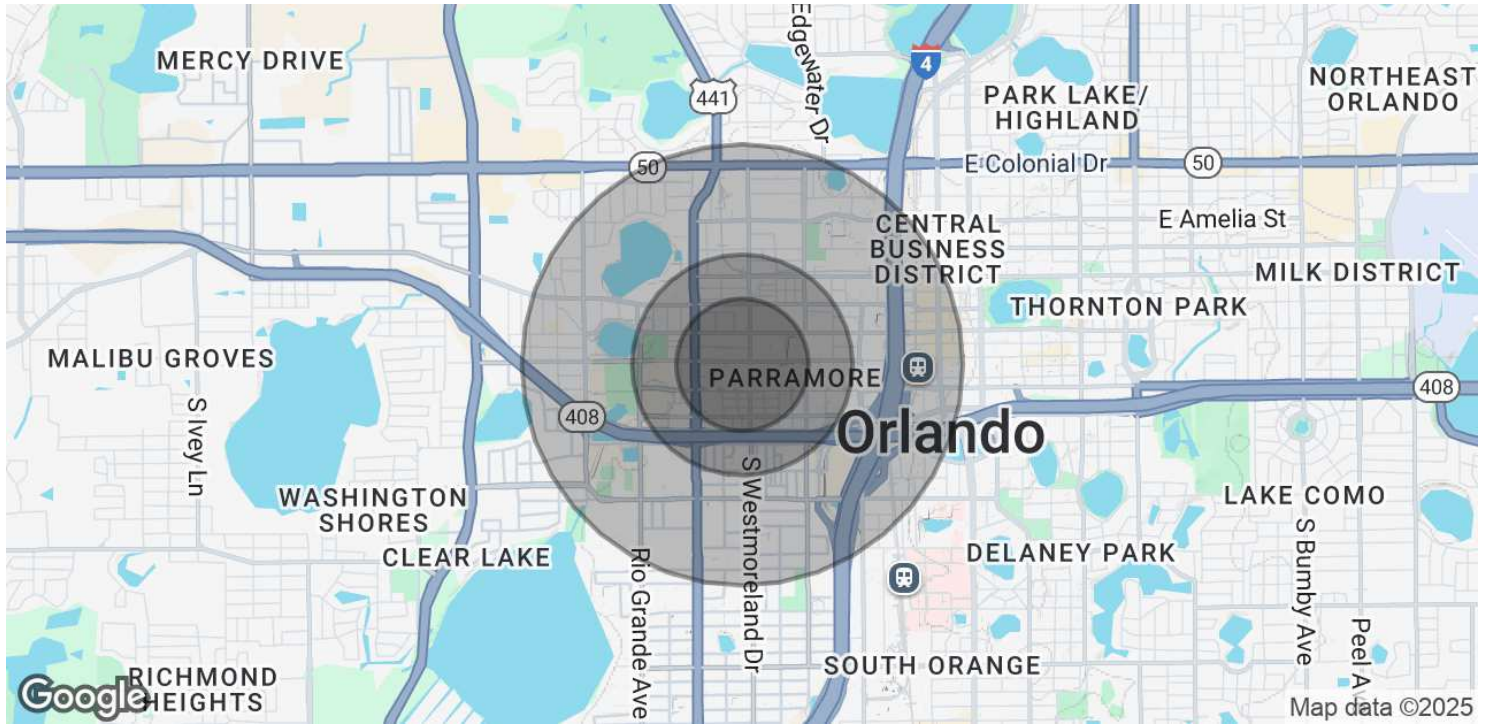 MERCY DRIVE
441
Edgewater Dr
4
PARK LAKE/
HIGHLAND
NORTHEAST
ORLANDO
50
E Colonial Dr
50
CENTRAL
BUSINESS
DISTRICT
E Amelia St
MILK DISTRICT
THORNTON PARK
MALIBU GROVES
PARRAMORE
408
408
S Ivey Ln
Orlando
WASHINGTON
SHORES
S Westmoreland Dr
LAKE COMO
CLEAR LAKE
Rio Grande Ave
DELANEY PARK
S Bumby Ave
Peel A
SOUTH ORANGE
RICHMOND
HEIGHTS
Google
Map data ©2025